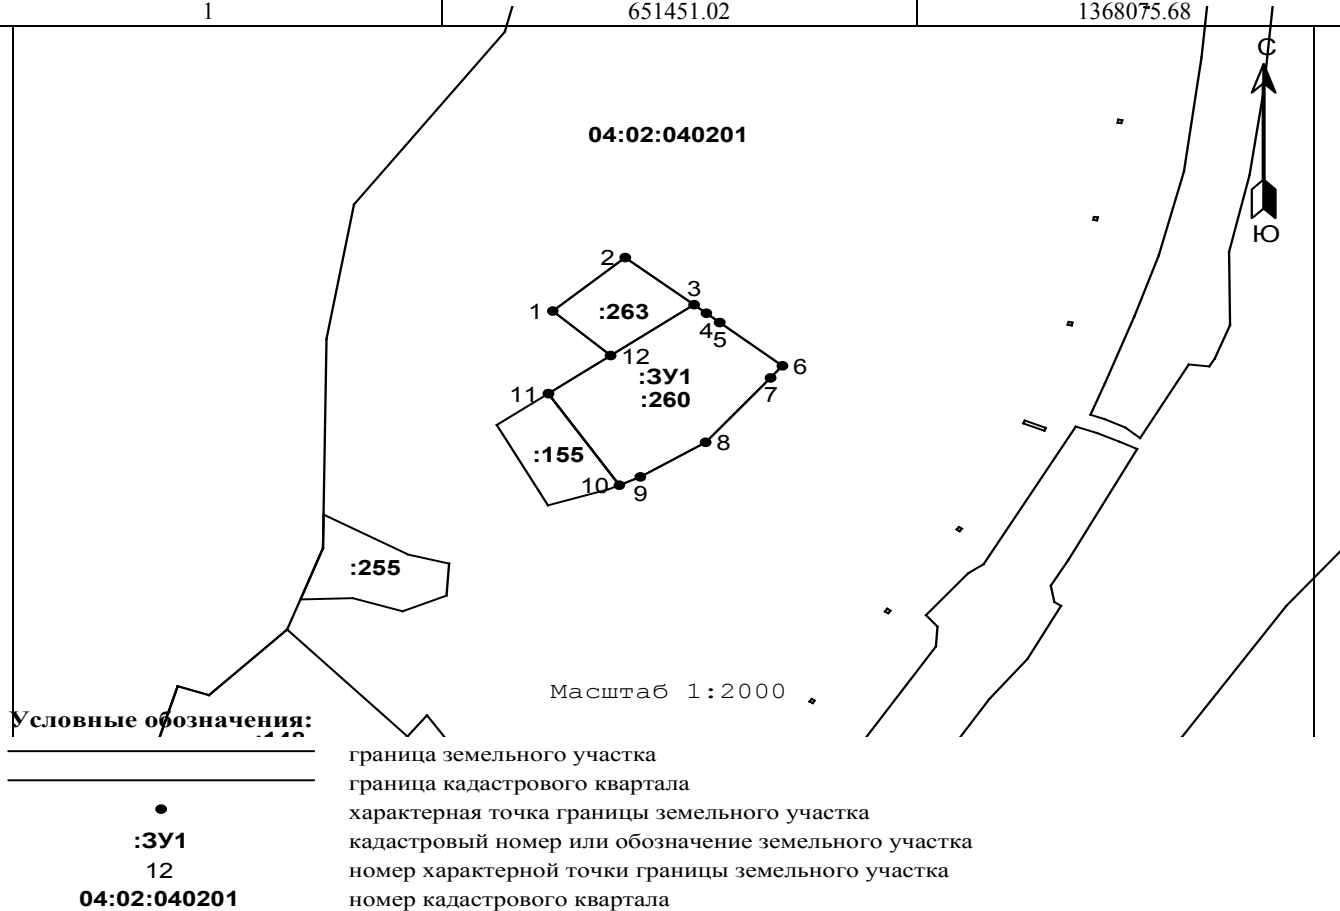 1 651451.02 1368075.68
С
04:02:040201
Ю
2
3
1 :263
4
5
12
6
:ЗУ1
7
11 :260
8
:155
10 9
:255
Масштаб 1:2000
Условные обозначения:
:148
граница земельного участка
граница кадастрового квартала
характерная точка границы земельного участка
:ЗУ1 кадастровый номер или обозначение земельного участка
12 номер характерной точки границы земельного участка
04:02:040201 номер кадастрового квартала